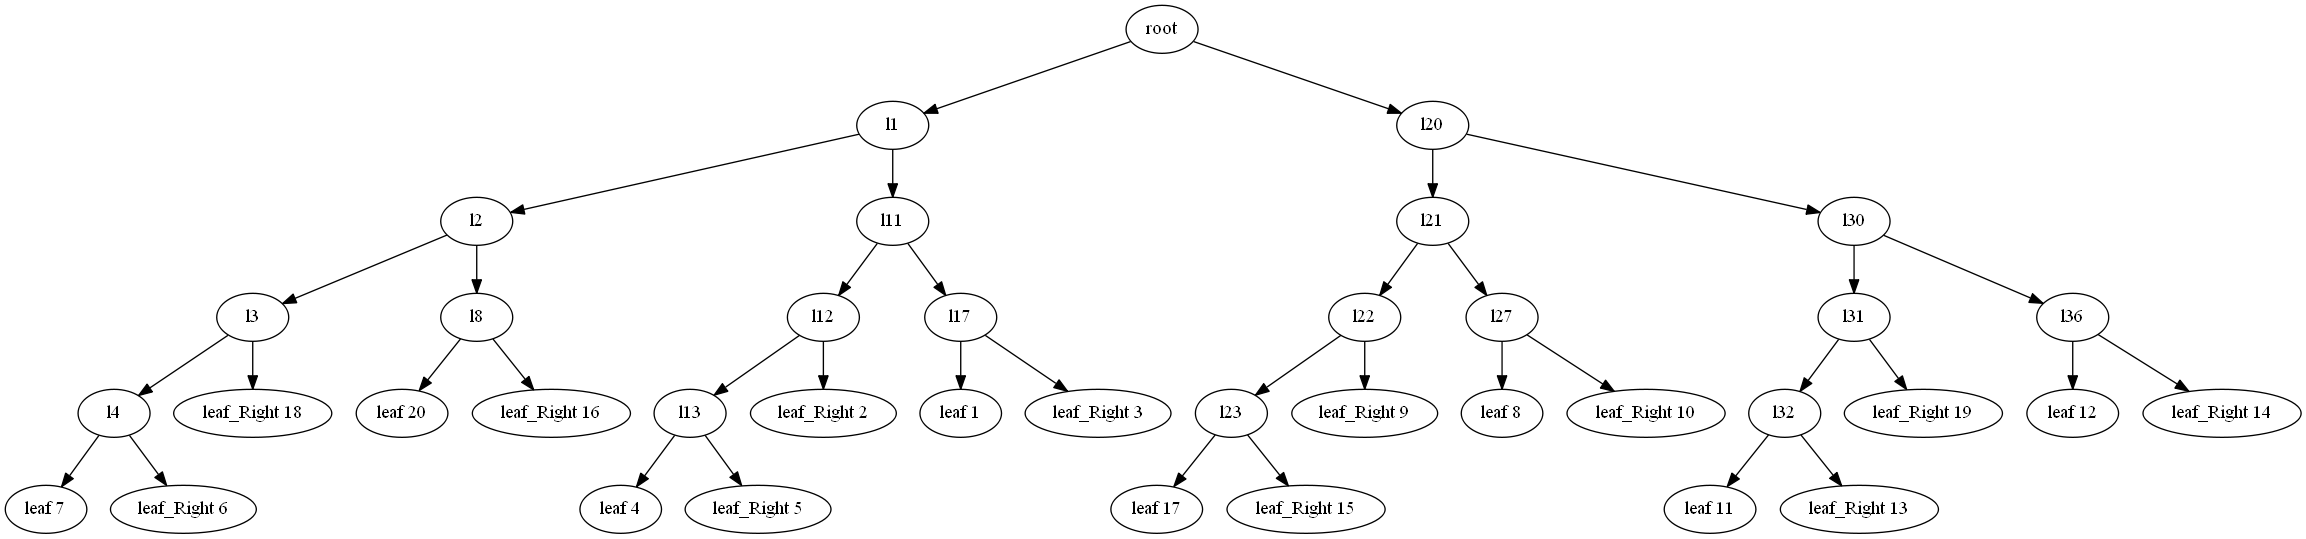 root
l1
l20
l2
l11
l21
l30
l3
l8
l12
l17
l22
l27
l31
l36
l4
leaf_Right 18
leaf 20
leaf_Right 16
l13
leaf_Right 2
leaf 1
leaf_Right 3
l23
leaf_Right 9
leaf 8
leaf_Right 10
l32
leaf_Right 19
leaf 12
leaf_Right 14
leaf 7
leaf_Right 6
leaf 4
leaf_Right 5
leaf 17
leaf_Right 15
leaf 11
leaf_Right 13